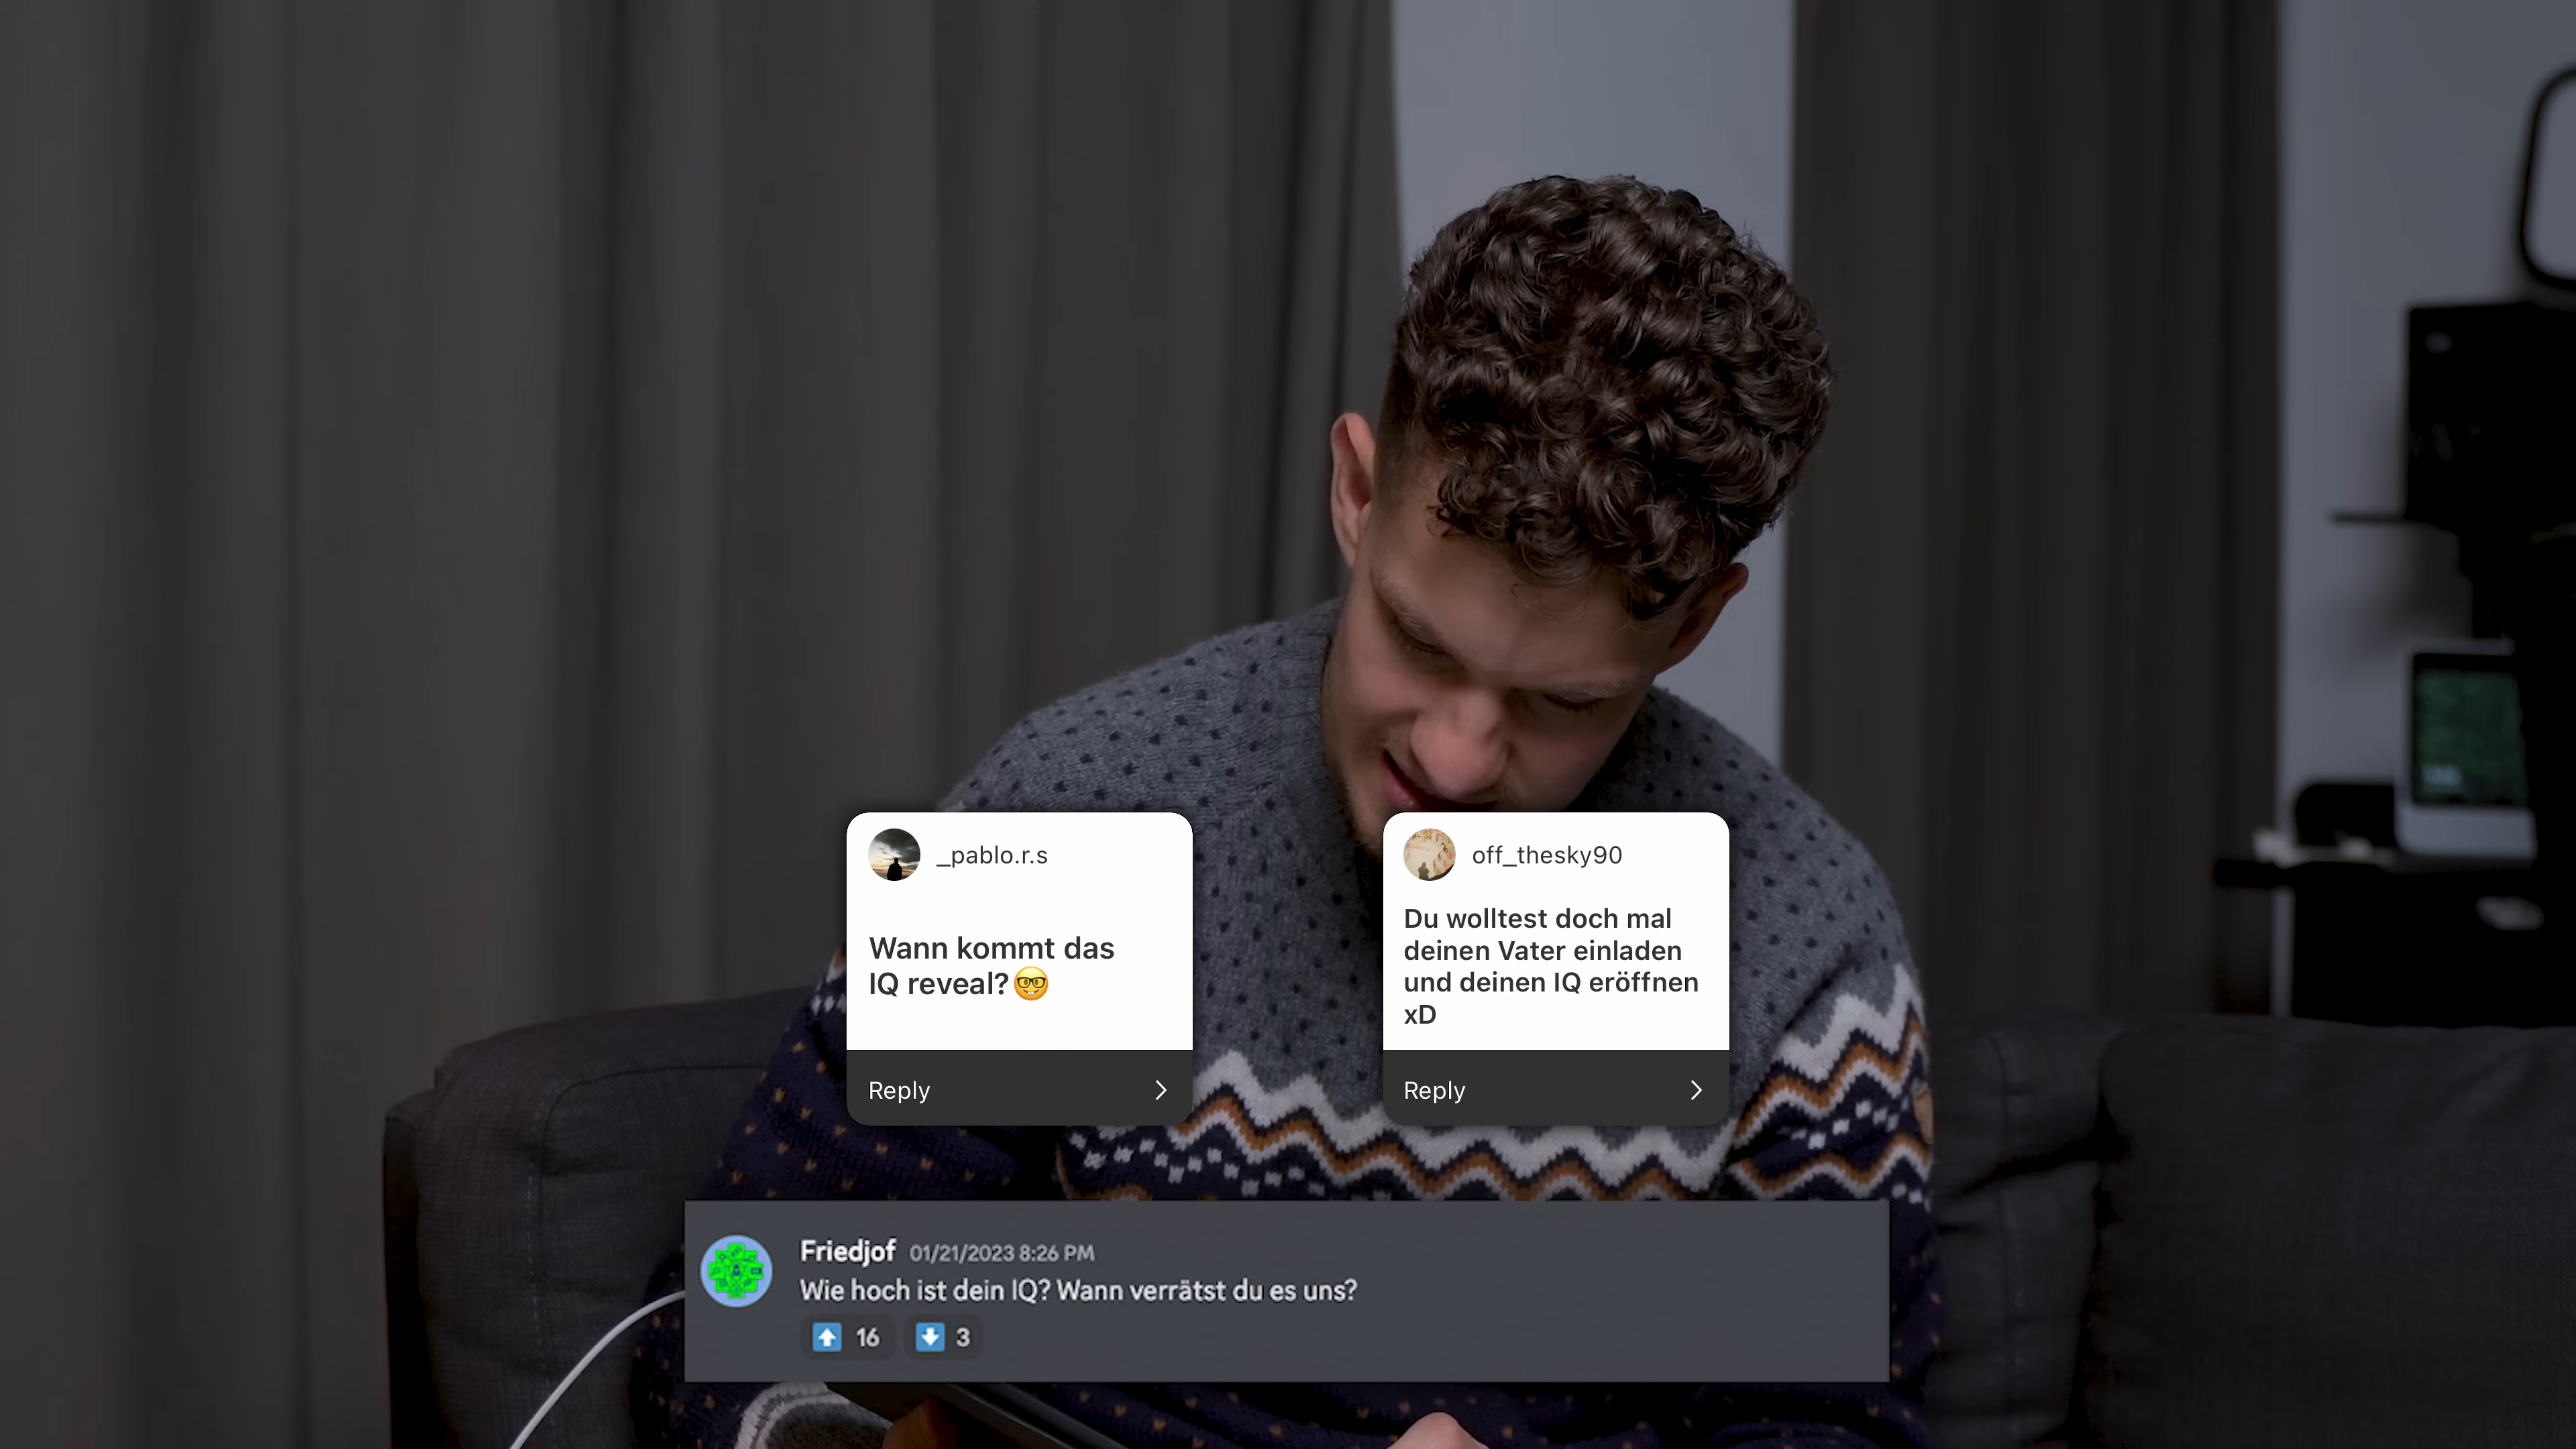 _pablo.r.s
Wann kommt das
IQ reveal?🤓
Reply
off_thesky90
Du wolltest doch mal
deinen Vater einladen
und deinen IQ eröffnen
xD
Reply
Friedjof 01/21/2023 8:26 PM
Wie hoch ist dein IQ? Wann verrätst du es uns?
⬆️ 16 ⬇️ 3